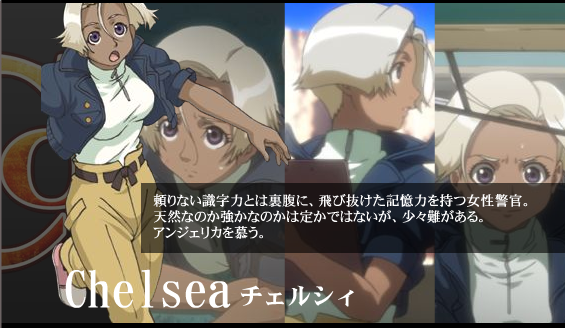 頼りない識字力とは裏腹に、飛び抜けた記憶力を持つ女性警官。
天然なのか強かなのかは定かではないが、少々難がある。
アンジェリカを慕う。
Chelsea チェルシィ